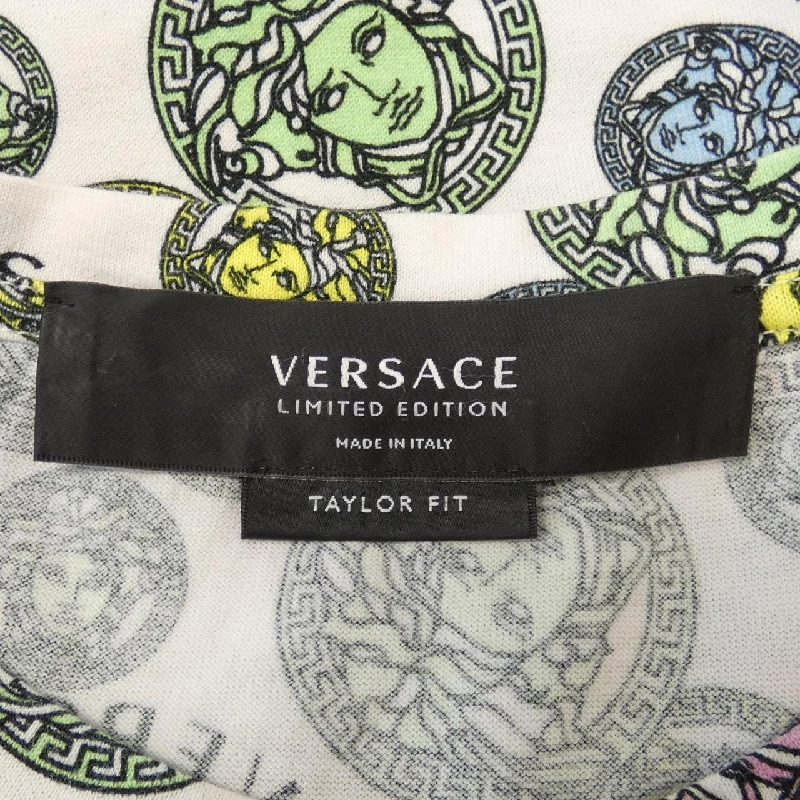 VERSACE
LIMITED EDITION
MADE IN ITALY
TAYLOR FIT